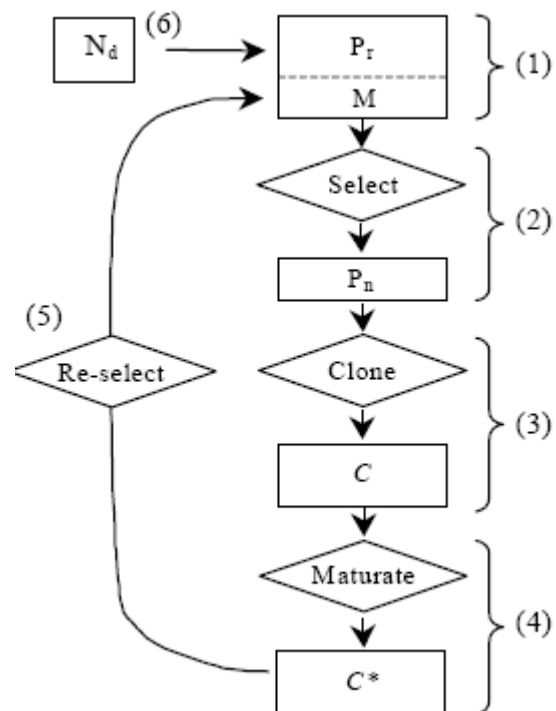 N_d
(6)
P_r
M
(1)
Select
(2)
P_n
(5)
Re-select
Clone
(3)
C
Maturate
(4)
C*